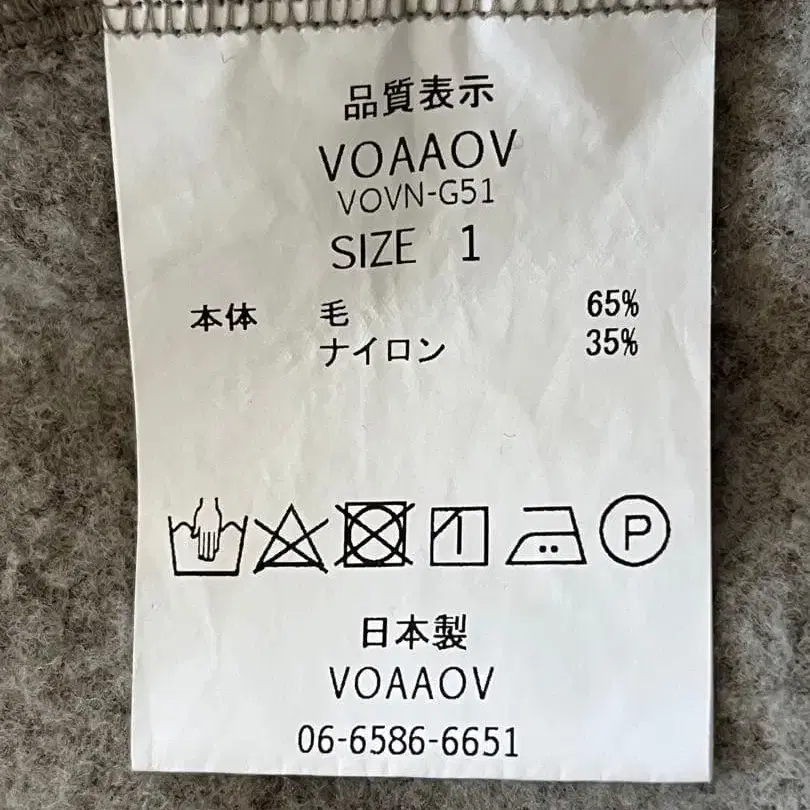 品質表示
VOAAOV
VOVN-G51
SIZE 1
本体 毛 65%
ナイロン 35%
P
日本製
VOAAOV
06-6586-6651